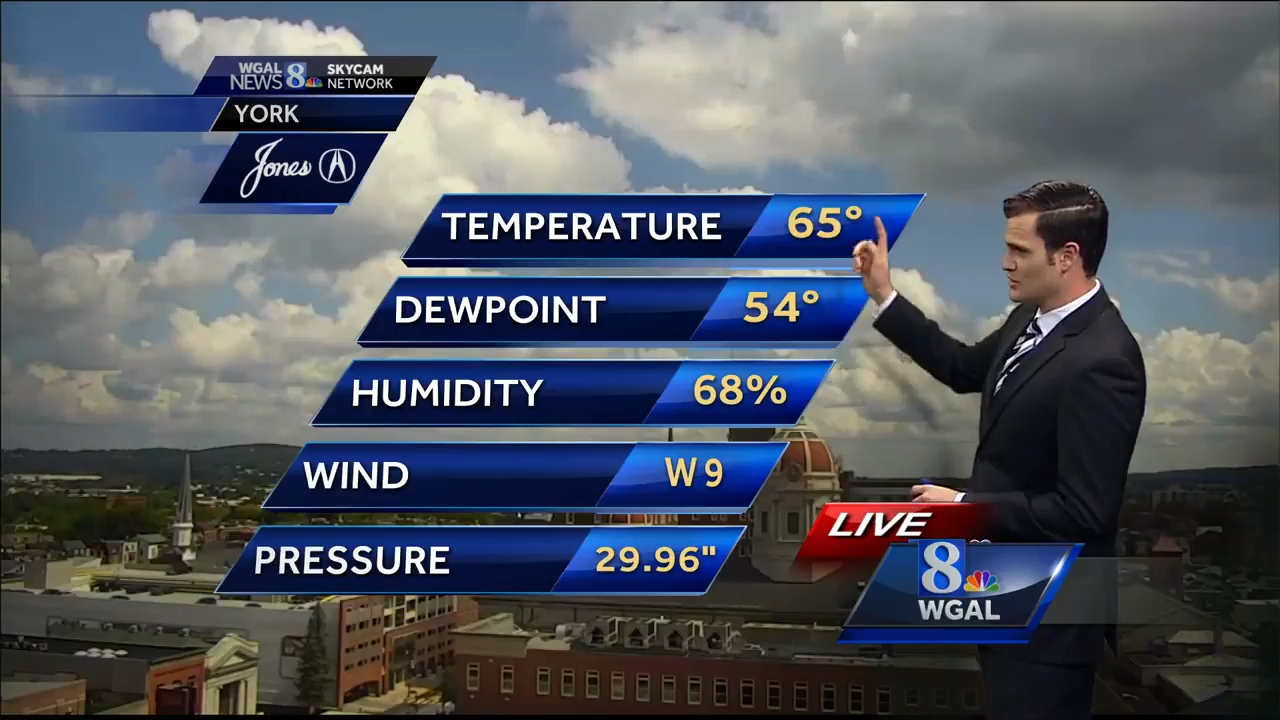 WGAL
NEWS 8
SKYCAM
NETWORK
YORK
Jones
TEMPERATURE 65°
DEWPOINT 54°
HUMIDITY 68%
WIND W 9
PRESSURE 29.96"
LIVE
8
WGAL